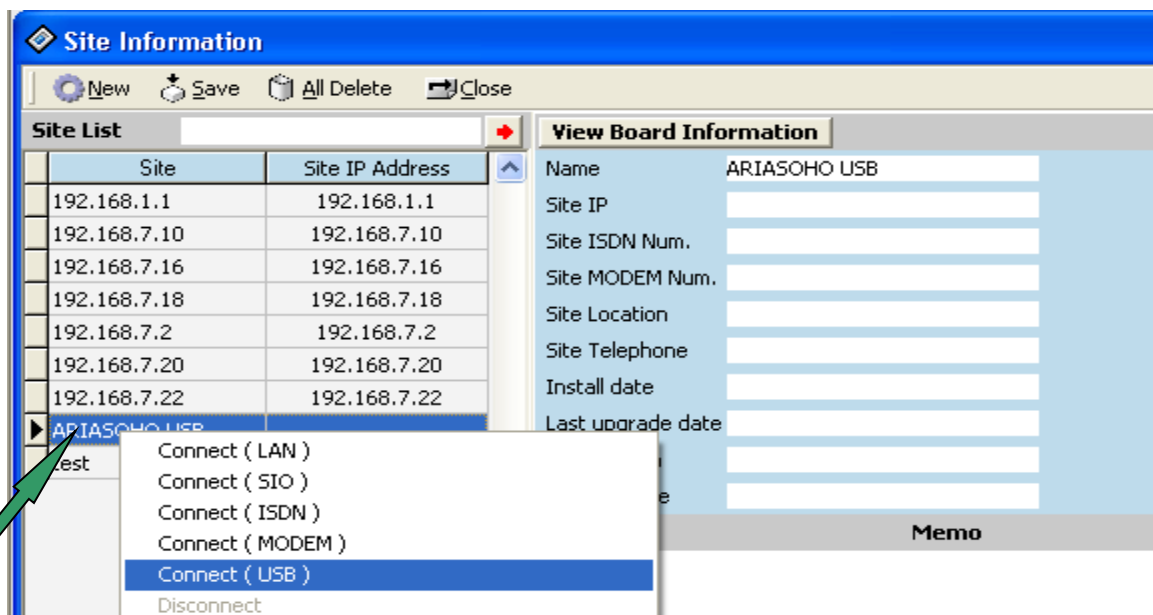 Site Information
New Save All Delete Close
Site List
View Board Information
Site Site IP Address
192.168.1.1 192.168.1.1
192.168.7.10 192.168.7.10
192.168.7.16 192.168.7.16
192.168.7.18 192.168.7.18
192.168.7.2 192.168.7.2
192.168.7.20 192.168.7.20
192.168.7.22 192.168.7.22
ARIASOHO USB
test
Connect ( LAN )
Connect ( SIO )
Connect ( ISDN )
Connect ( MODEM )
Connect ( USB )
Disconnect
Name ARIASOHO USB
Site IP
Site ISDN Num.
Site MODEM Num.
Site Location
Site Telephone
Install date
Last upgrade date
Memo